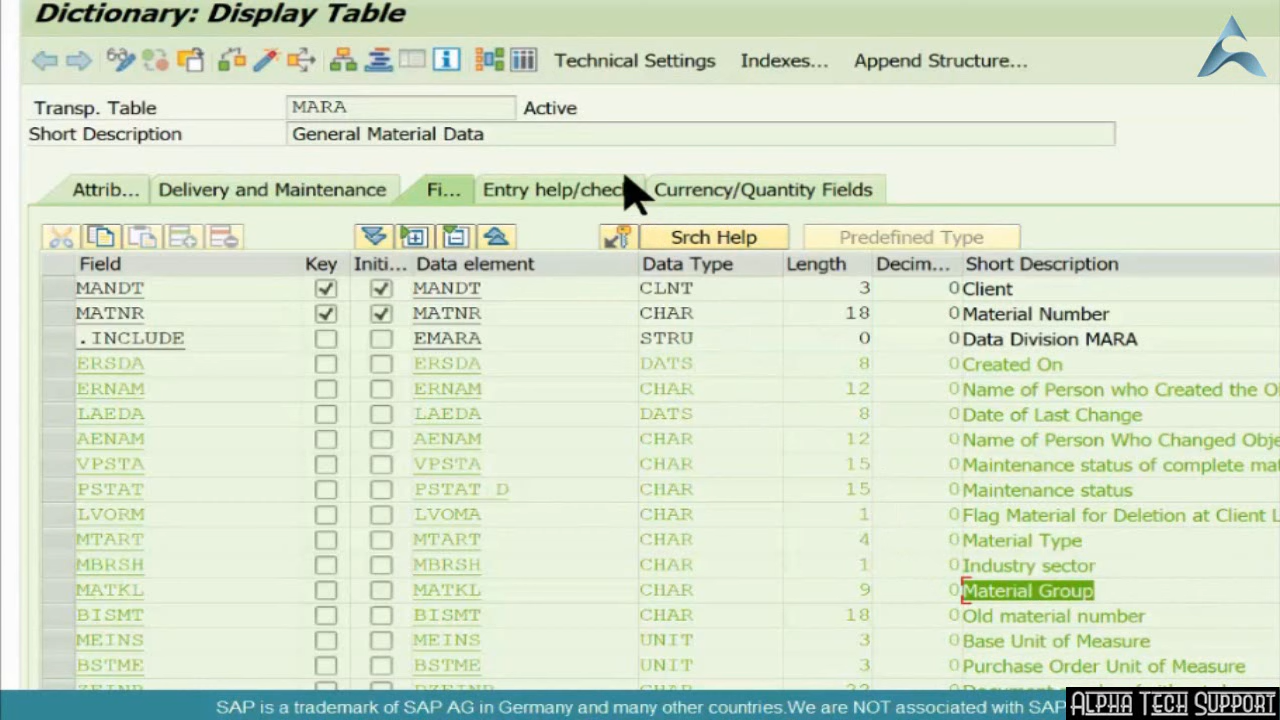 Dictionary: Display Table
Technical Settings Indexes... Append Structure...
Transp. Table MARA Active
Short Description General Material Data
Attrib... Delivery and Maintenance Fi... Entry help/check Currency/Quantity Fields
Srch Help Predefined Type
Field Key Initi... Data element Data Type Length Decim... Short Description
MANDT MANDT CLNT 3 0 Client
MATNR MATNR CHAR 18 0 Material Number
.INCLUDE EMARA STRU 0 0 Data Division MARA
ERSDA ERSDA DATS 8 0 Created On
ERNAM ERNAM CHAR 12 0 Name of Person who Created the O
LAEDA LAEDA DATS 8 0 Date of Last Change
AENAM AENAM CHAR 12 0 Name of Person Who Changed Obje
VPSTA VPSTA CHAR 15 0 Maintenance status of complete mat
PSTAT PSTAT_D CHAR 15 0 Maintenance status
LVORM LVOMA CHAR 1 0 Flag Material for Deletion at Client L
MTART MTART CHAR 4 0 Material Type
MBRSH MBRSH CHAR 1 0 Industry sector
MATKL MATKL CHAR 9 0 Material Group
BISMT BISMT CHAR 18 0 Old material number
MEINS MEINS UNIT 3 0 Base Unit of Measure
BSTME BSTME UNIT 3 0 Purchase Order Unit of Measure
SAP is a trademark of SAP AG in Germany and many other countries.We are NOT associated with SAP
Alpha Tech Support